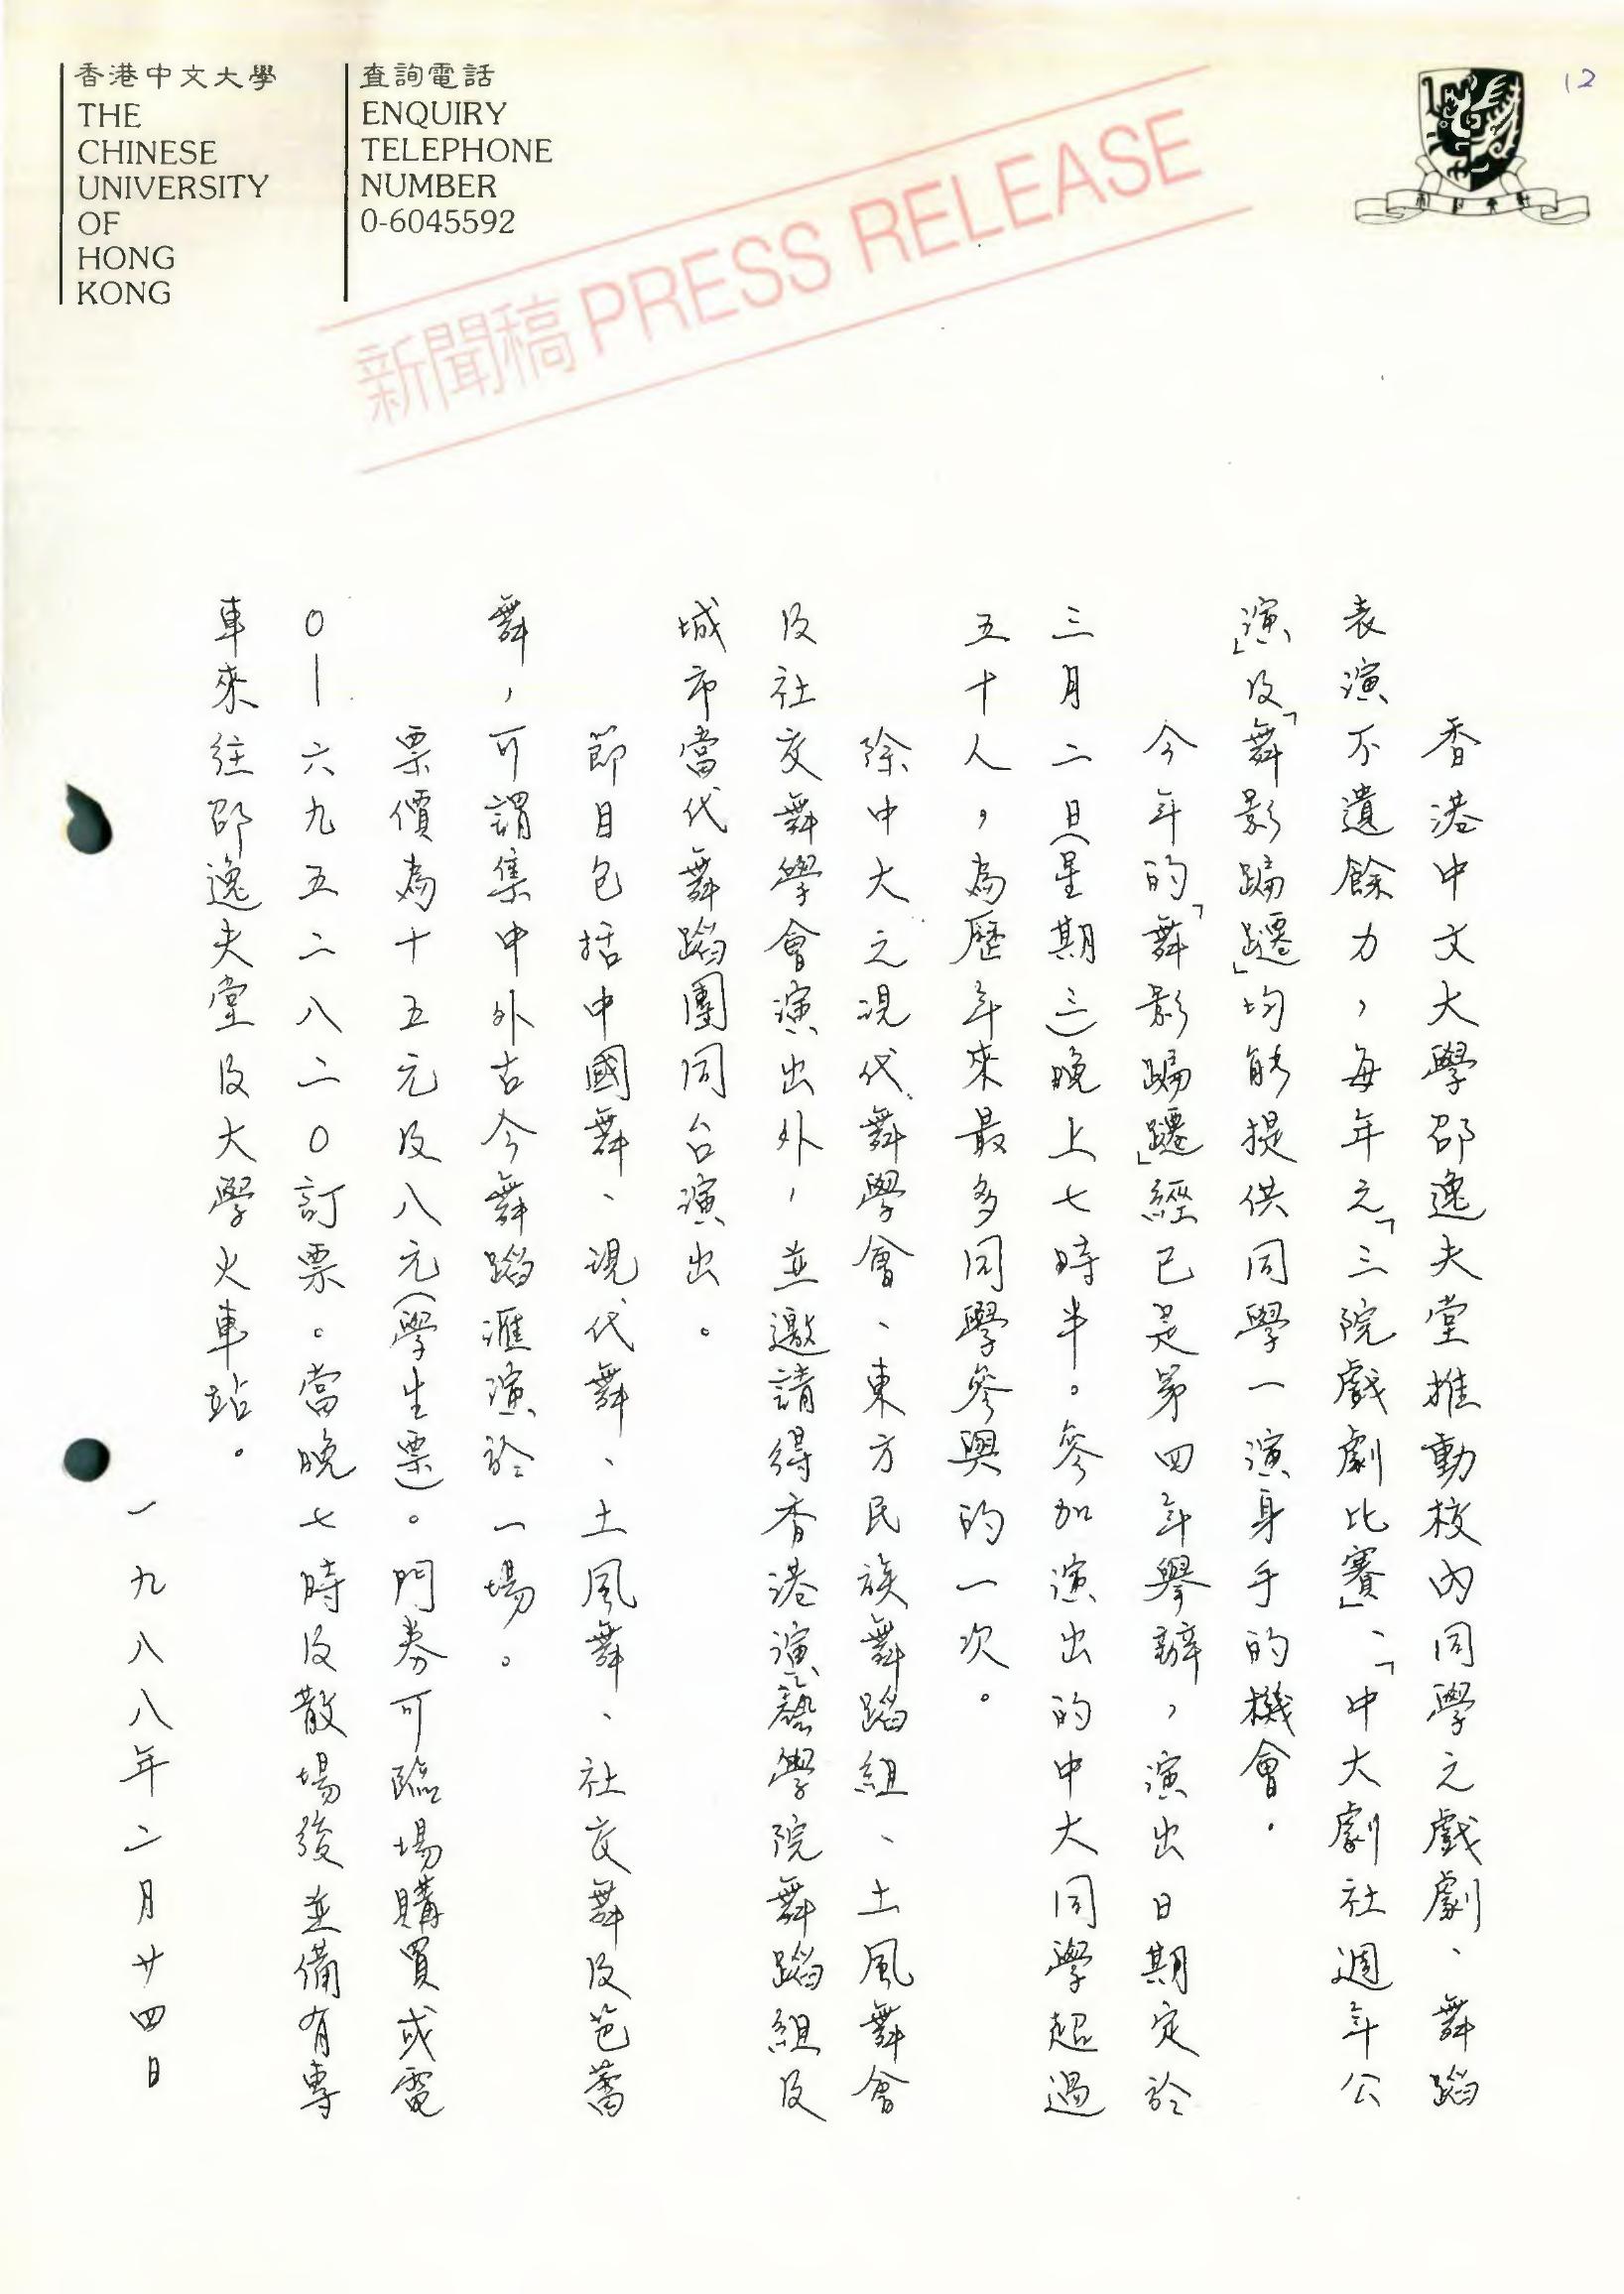 香港中文大學
THE
CHINESE
UNIVERSITY
OF
HONG
KONG
查詢電話
ENQUIRY
TELEPHONE
NUMBER
0-6045592
12
新聞稿 PRESS RELEASE
香港中文大學邵逸夫堂推動校內同學之戲劇、舞蹈
表演不遺餘力，每年之「三院戲劇比賽」、「中大劇社週年公
演」及「舞影蹁躚」均能提供同學一演身手的機會。
今年的「舞影蹁躚」經已是第四年舉辦，演出日期定於
三月二日(星期三)晚上七時半。參加演出的中大同學超過
五十人，為歷年來最多同學參與的一次。
除中大之現代舞學會、東方民族舞蹈組、土風舞會
及社交舞學會演出外，並邀請得香港演藝學院舞蹈組及
城市當代舞蹈團同台演出。
節目包括中國舞、現代舞、土風舞、社交舞及芭蕾
舞，可謂集中外古今舞蹈滙演於一場。
票價為十五元及八元(學生票)。門券可臨場購買或電
0—六九五二八二0訂票。當晚七時及散場後並備有專
車來往邵逸夫堂及大學火車站。
一九八八年二月廿四日